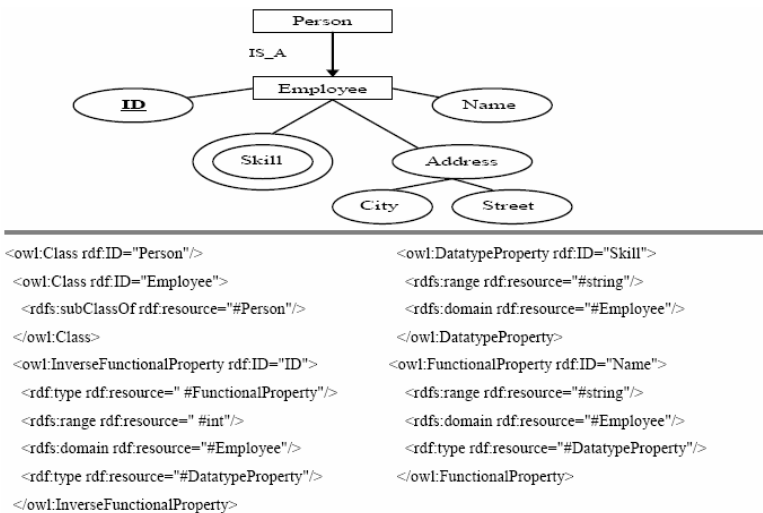 Person
IS_A
Employee
ID
Name
Skill
Address
City
Street
<owl:Class rdf:ID="Person"/>
<owl:Class rdf:ID="Employee">
<rdfs:subClassOf rdf:resource="#Person"/>
</owl:Class>
<owl:InverseFunctionalProperty rdf:ID="ID">
<rdf:type rdf:resource=" #FunctionalProperty"/>
<rdfs:range rdf:resource=" #int"/>
<rdfs:domain rdf:resource="#Employee"/>
<rdf:type rdf:resource="#DatatypeProperty"/>
</owl:InverseFunctionalProperty>
<owl:DatatypeProperty rdf:ID="Skill">
<rdfs:range rdf:resource="#string"/>
<rdfs:domain rdf:resource="#Employee"/>
</owl:DatatypeProperty>
<owl:FunctionalProperty rdf:ID="Name">
<rdfs:range rdf:resource="#string"/>
<rdfs:domain rdf:resource="#Employee"/>
<rdf:type rdf:resource="#DatatypeProperty"/>
</owl:FunctionalProperty>